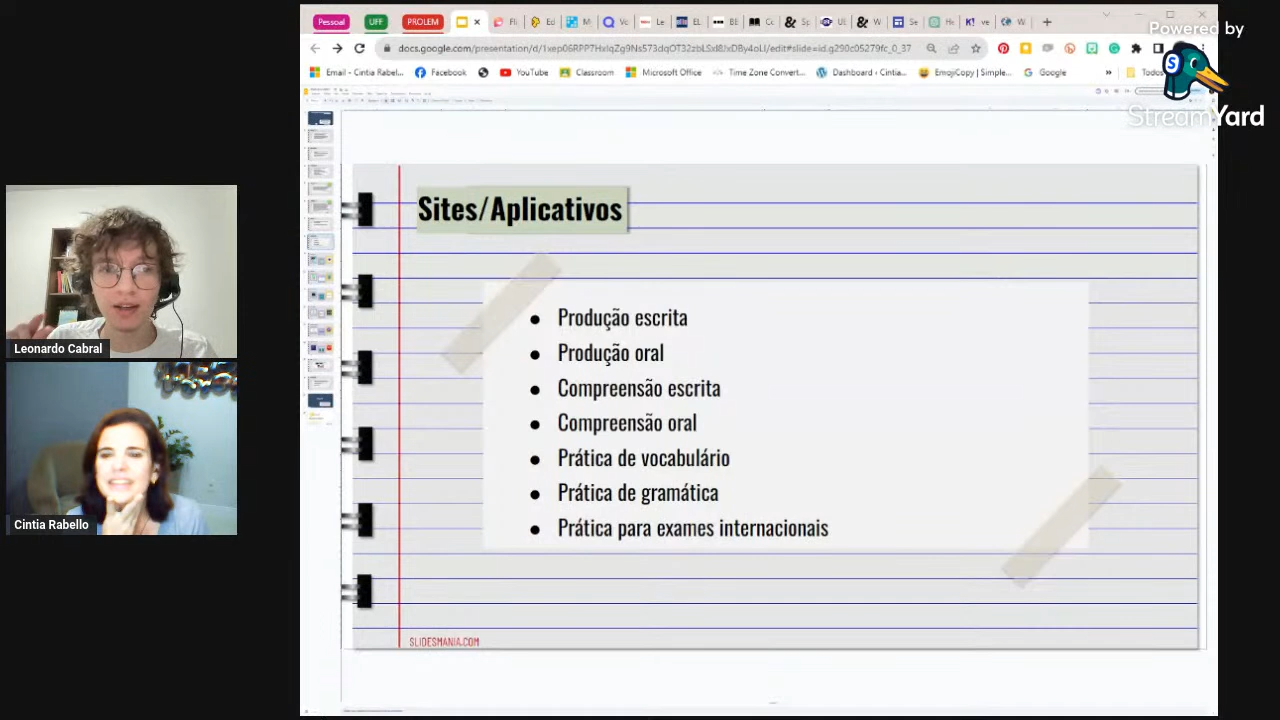 Powered by
StreamYard
Pessoal
UFF
PROLEM
docs.google.com/presentation/d/1xep06RPP7HxIqZg9Ns573dqOT32zbLSxl8JxDBy4oLI/edit#slide=id.g290c05279fc_0_37
Email - Cintia Rabel...
Facebook
YouTube
Classroom
Microsoft Office
Time Zone Convert...
Dashboard ‹ Cintia...
EmojiCopy | Simple...
Google
»
Todos
Sites/Aplicativos
● Produção escrita
● Produção oral
● Compreensão escrita
● Compreensão oral
● Prática de vocabulário
● Prática de gramática
● Prática para exames internacionais
SLIDESMANIA.COM
Leonardo Cabral
Cintia Rabello